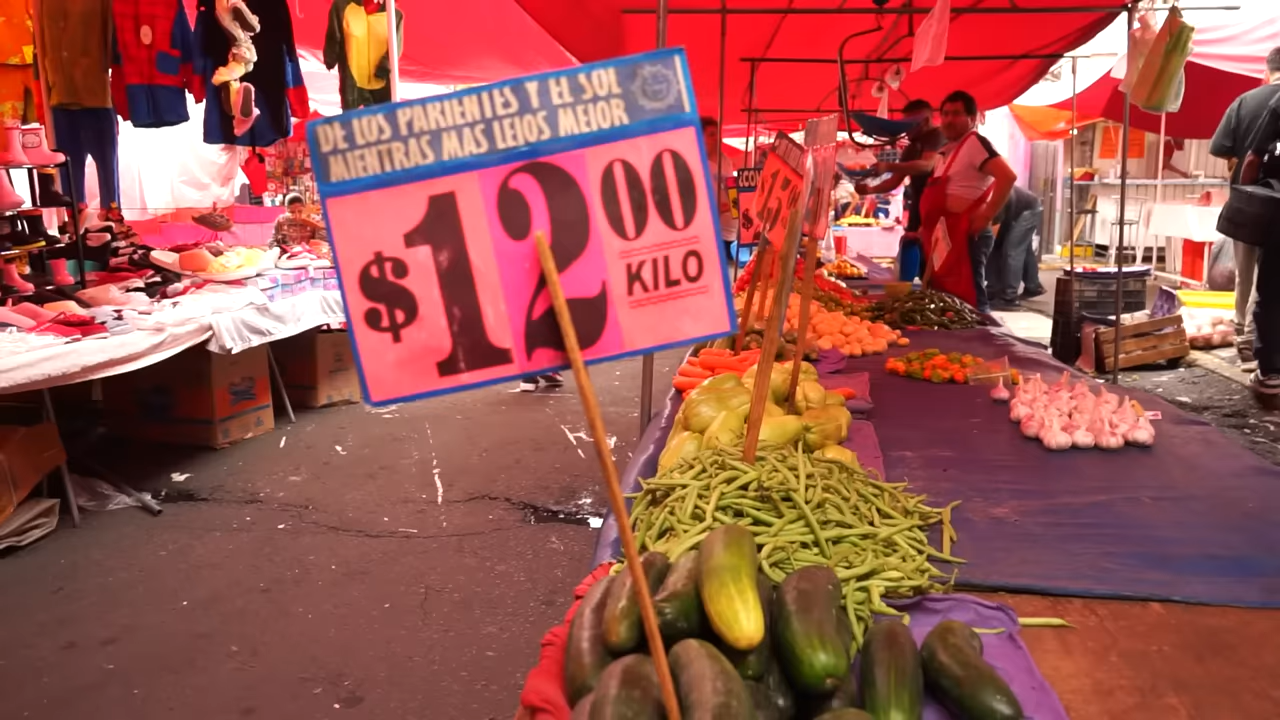 DE LOS PARIENTES Y EL SOL
MIENTRAS MAS LEJOS MEJOR
$12.00
KILO